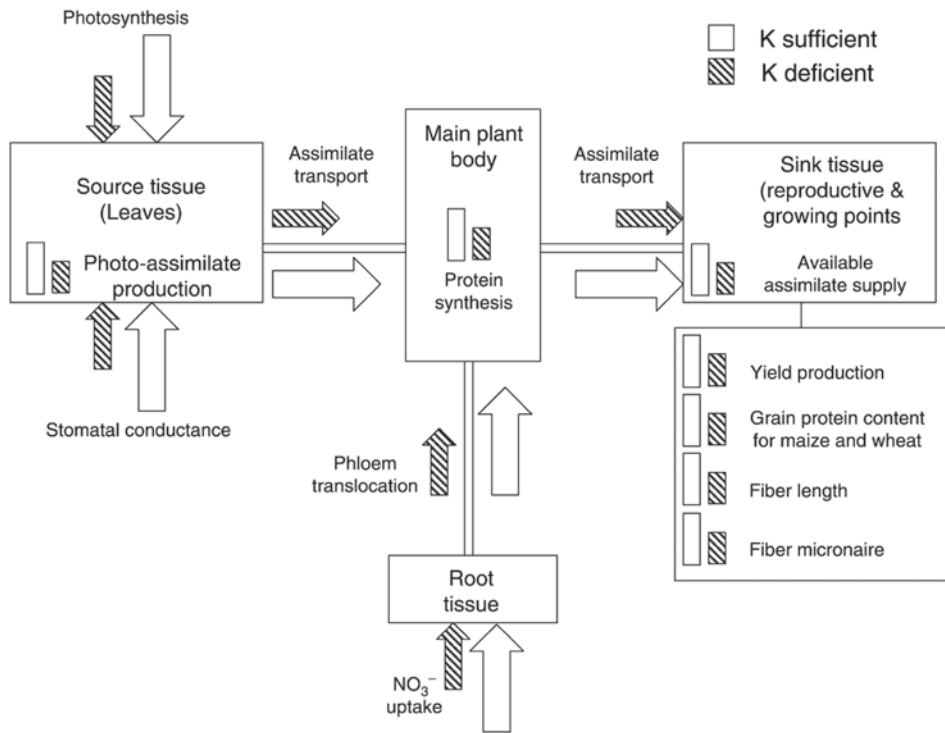 Photosynthesis
K sufficient
K deficient
Source tissue
(Leaves)
Photo-assimilate
production
Stomatal conductance
Assimilate
transport
Main plant
body
Protein
synthesis
Assimilate
transport
Sink tissue
(reproductive &
growing points
Available
assimilate supply
Yield production
Grain protein content
for maize and wheat
Fiber length
Fiber micronaire
Phloem
translocation
Root
tissue
NO₃⁻
uptake